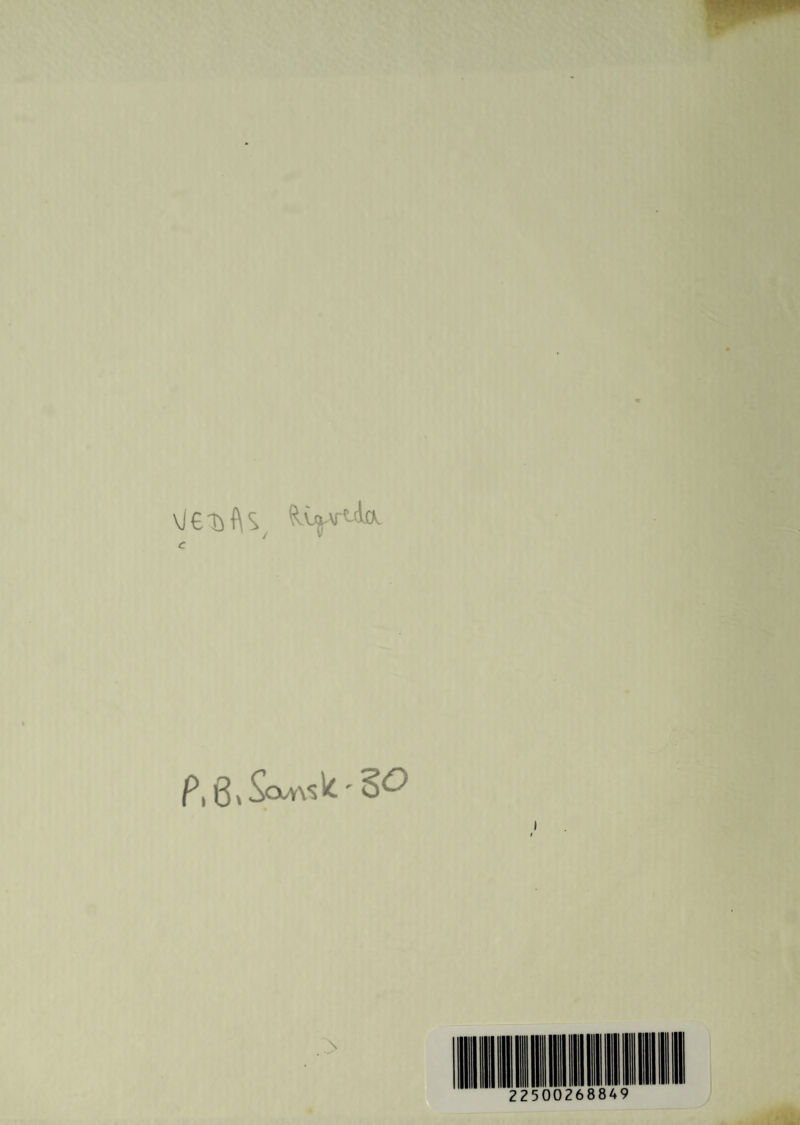 VEDAS, Rigveda
P. B. Sansk - 30
22500268849